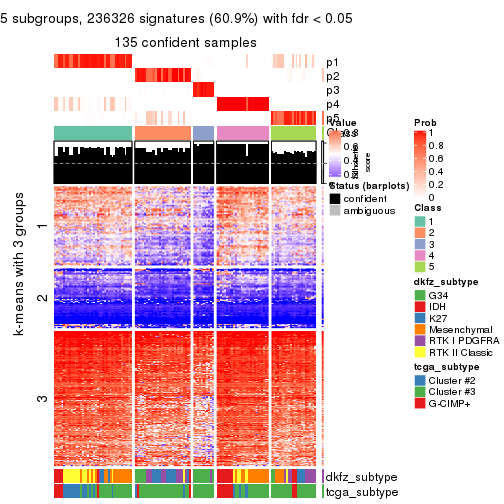 5 subgroups, 236326 signatures (60.9%) with fdr < 0.05
135 confident samples
p1
p2
p3
p4
p5
Class
Value
Silhouette
score
Status (barplots)
confident
ambiguous
Prob
1
0.8
0.6
0.4
0.2
0
Class
1
2
3
4
5
dkfz_subtype
G34
IDH
K27
Mesenchymal
RTK I PDGFRA
RTK II Classic
tcga_subtype
Cluster #2
Cluster #3
G-CIMP+
k-means with 3 groups
1
2
3
dkfz_subtype
tcga_subtype